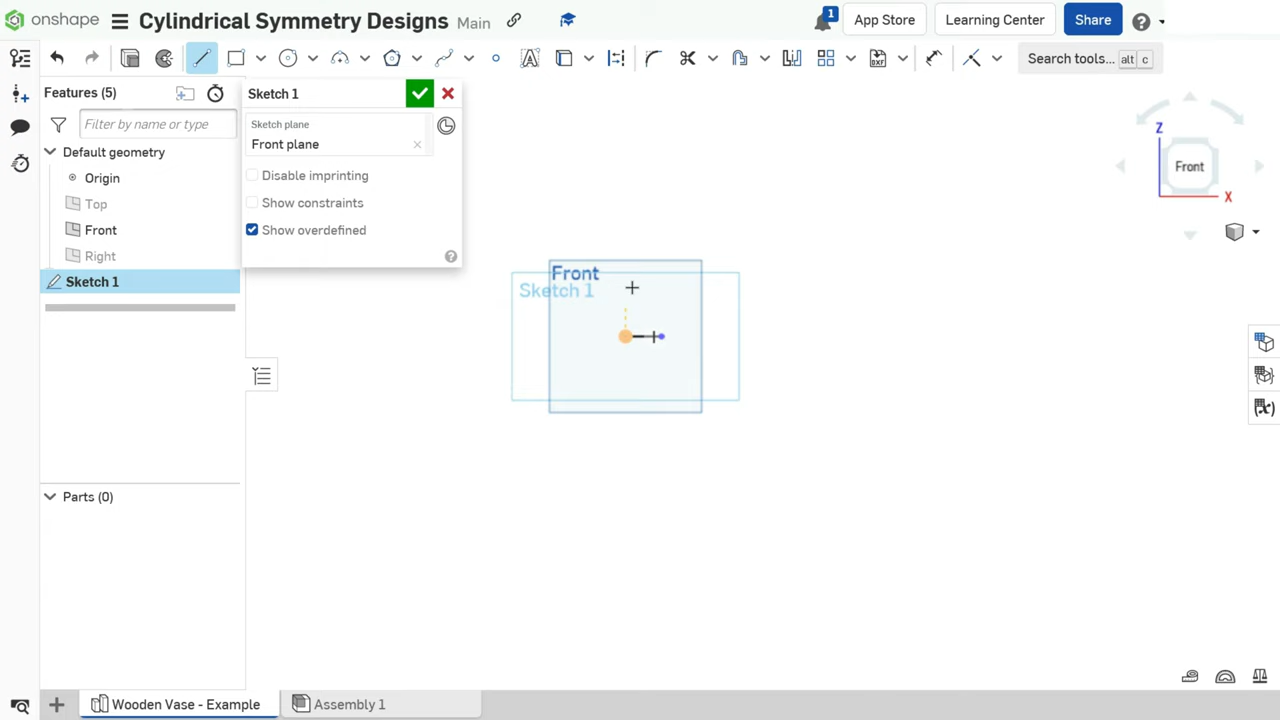 onshape Cylindrical Symmetry Designs Main 1 App Store Learning Center Share ?
Search tools... alt c
Features (5)
Filter by name or type
Default geometry
Origin
Top
Front
Right
Sketch 1
Parts (0)
Sketch 1
Sketch plane
Front plane
Disable imprinting
Show constraints
Show overdefined
?
Front
Sketch 1
Z
Front
X
(x)
Wooden Vase - Example
Assembly 1